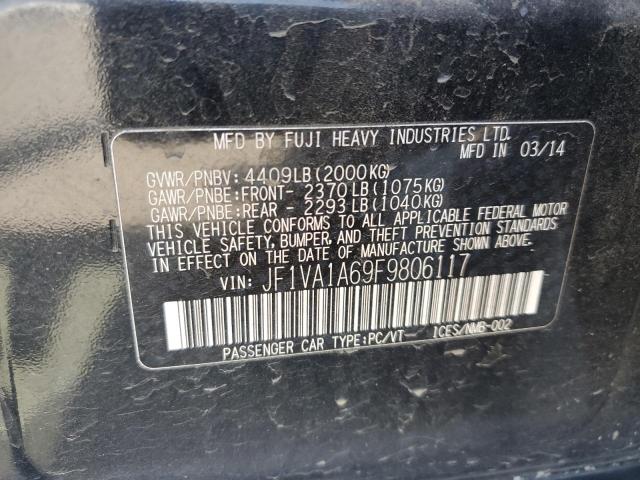 MFD BY FUJI HEAVY INDUSTRIES LTD.
MFD IN 03/14
GVWR/PNBV: 4409LB(2000KG)
GAWR/PNBE:FRONT- 2370LB(1075KG)
GAWR/PNBE:REAR - 2293LB(1040KG)
THIS VEHICLE CONFORMS TO ALL APPLICABLE FEDERAL MOTOR
VEHICLE SAFETY, BUMPER, AND THEFT PREVENTION STANDARDS
IN EFFECT ON THE DATE OF MANUFACTURE SHOWN ABOVE.
VIN: JF1VA1A69F9806117
PASSENGER CAR TYPE:PC/VT- ICES/NMB-002